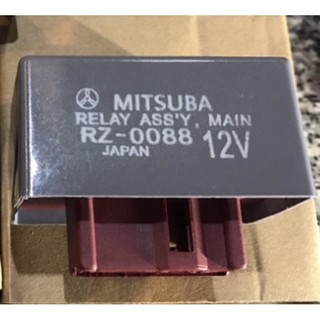 MITSUBA
RELAY ASS'Y, MAIN
RZ-0088 12V
JAPAN